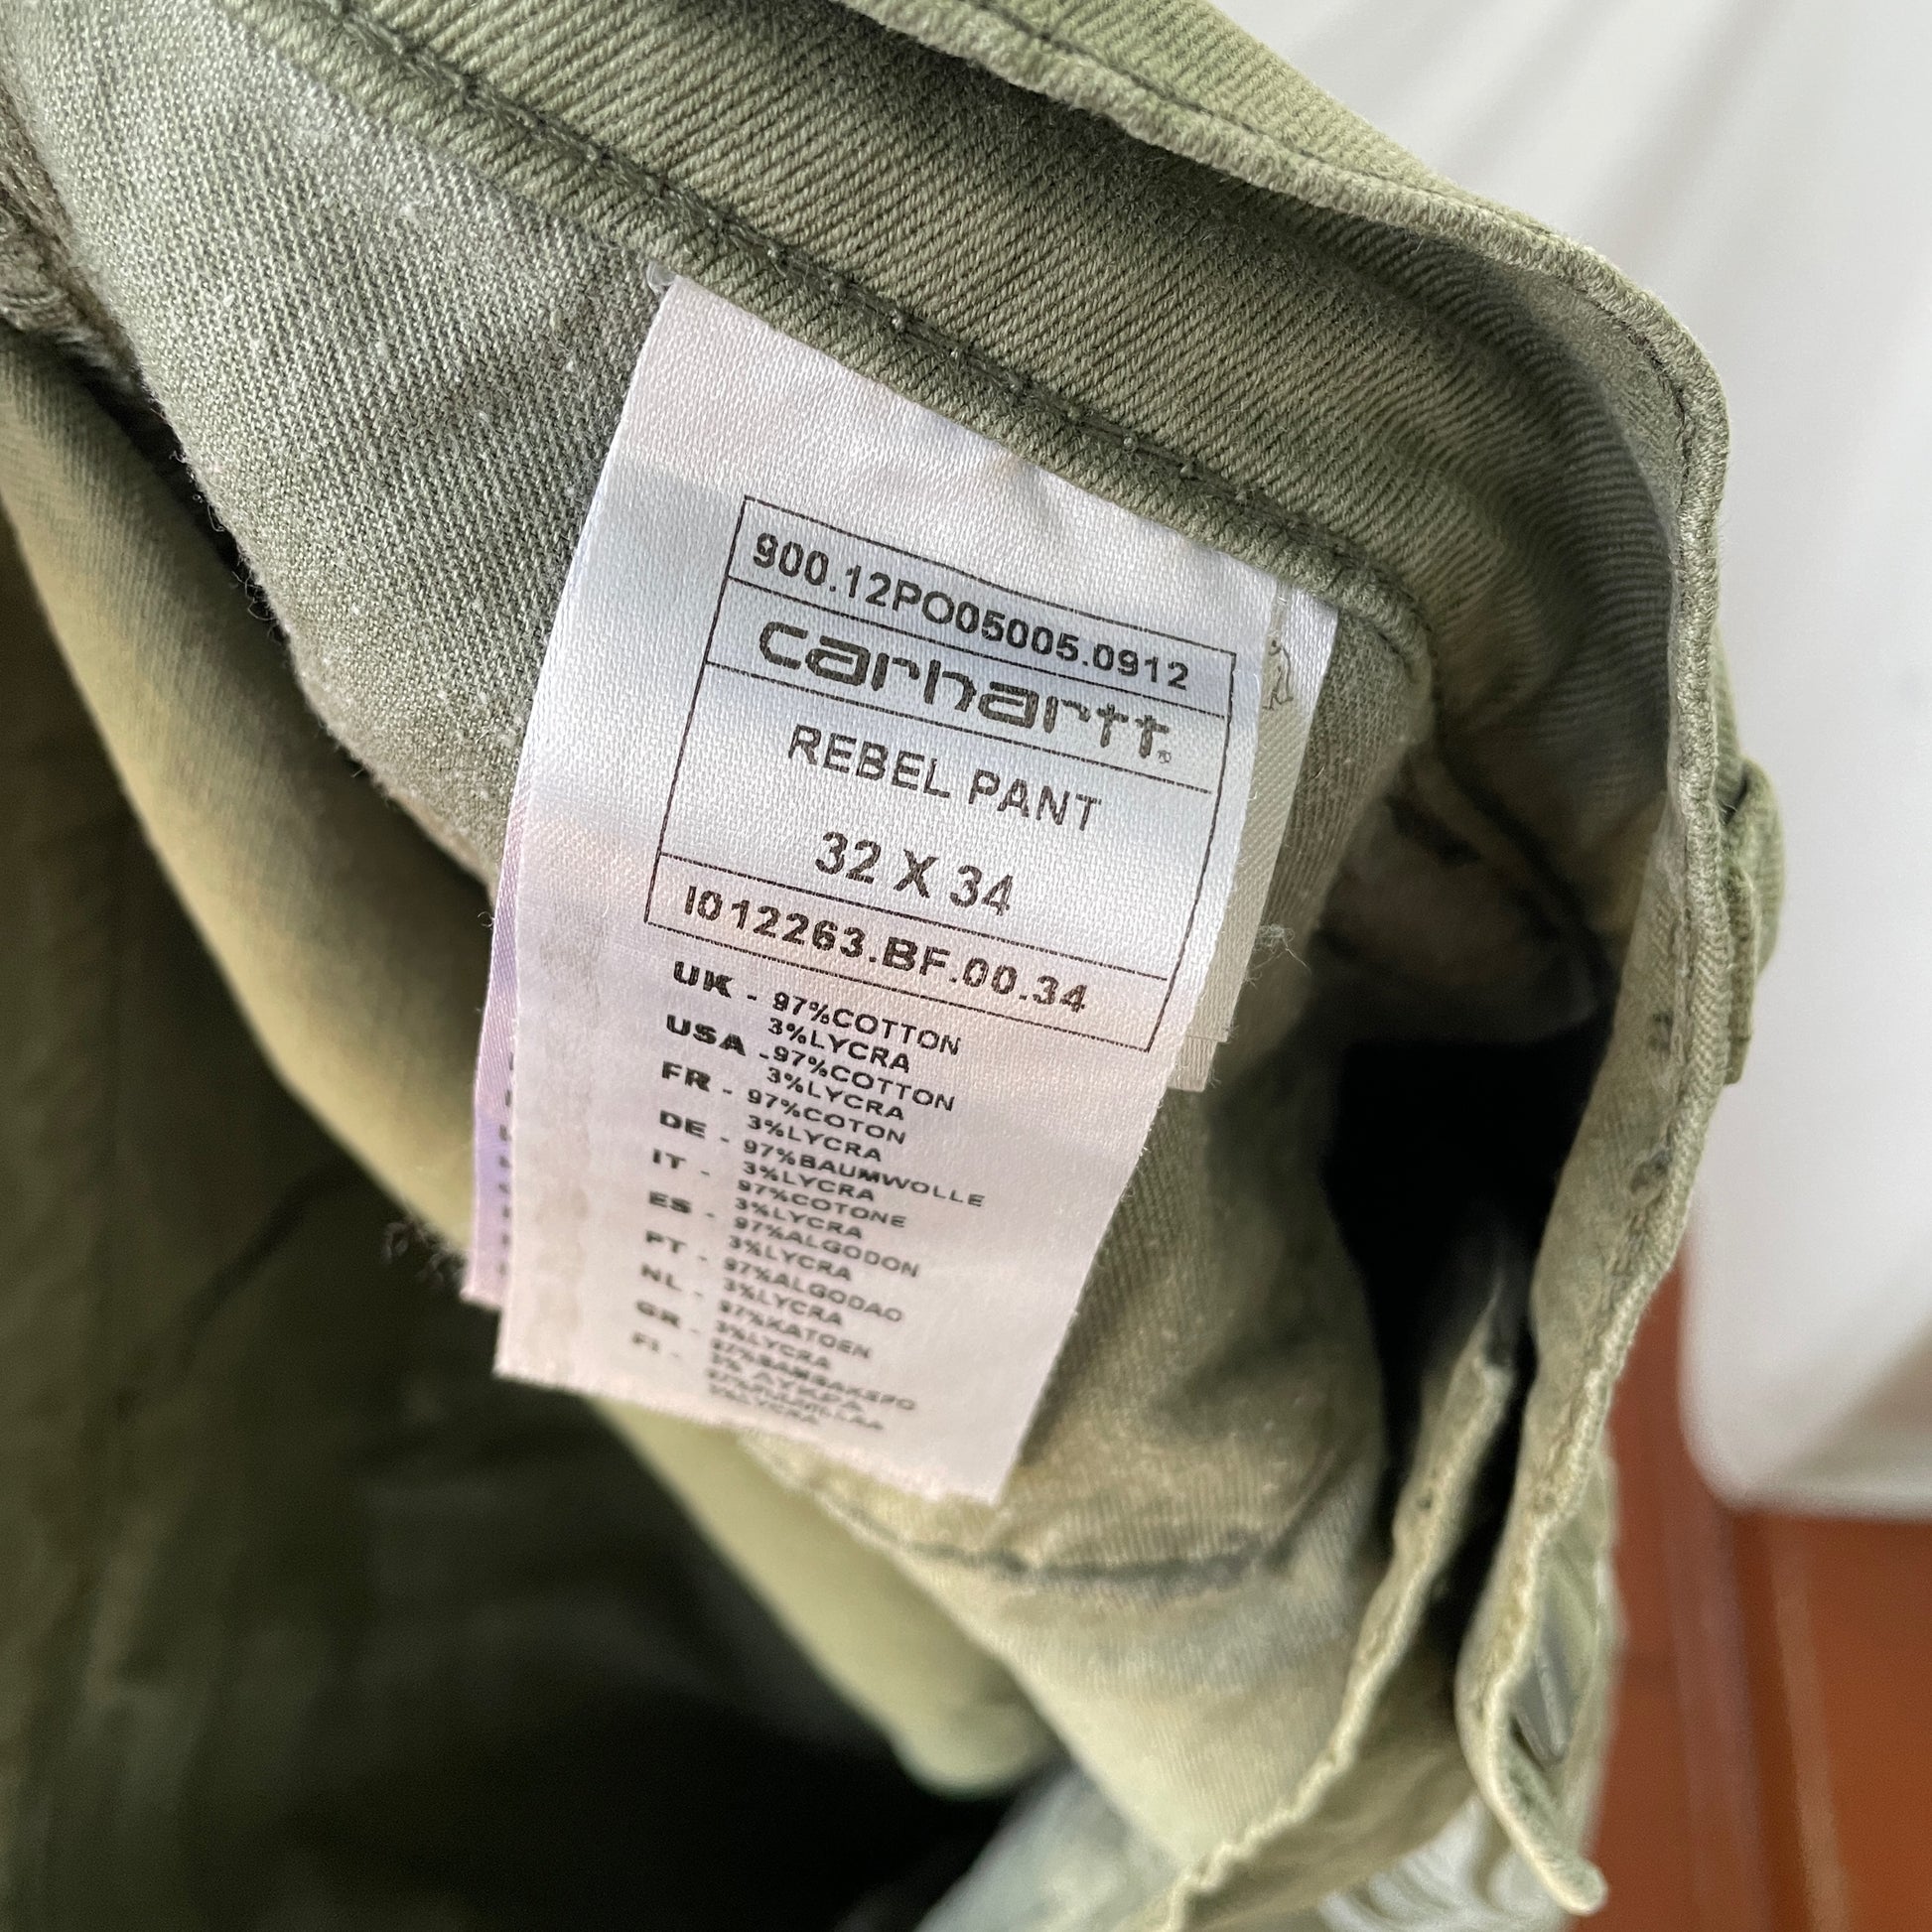 900.12PO05005.0912
carhartt®
REBEL PANT
32 X 34
I012263.BF.00.34
UK - 97%COTTON
3%LYCRA
USA -97%COTTON
3%LYCRA
FR - 97%COTON
3%LYCRA
DE - 97%BAUMWOLLE
3%LYCRA
IT - 97%COTONE
3%LYCRA
ES - 97%ALGODON
3%LYCRA
PT - 97%ALGODAO
3%LYCRA
NL - 97%KATOEN
3%LYCRA
GR -
FI -